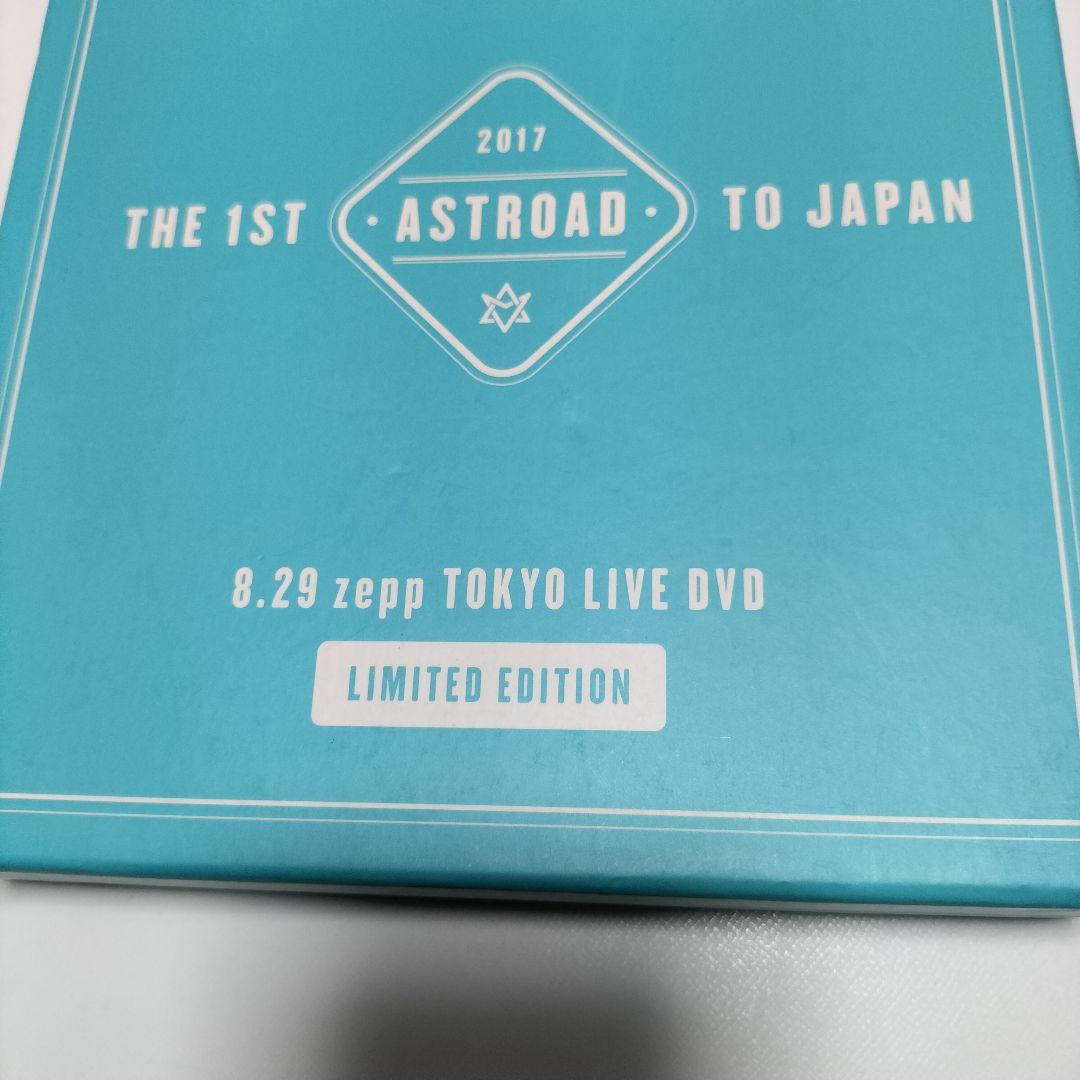 2017
THE 1ST · ASTROAD · TO JAPAN
8.29 zepp TOKYO LIVE DVD
LIMITED EDITION